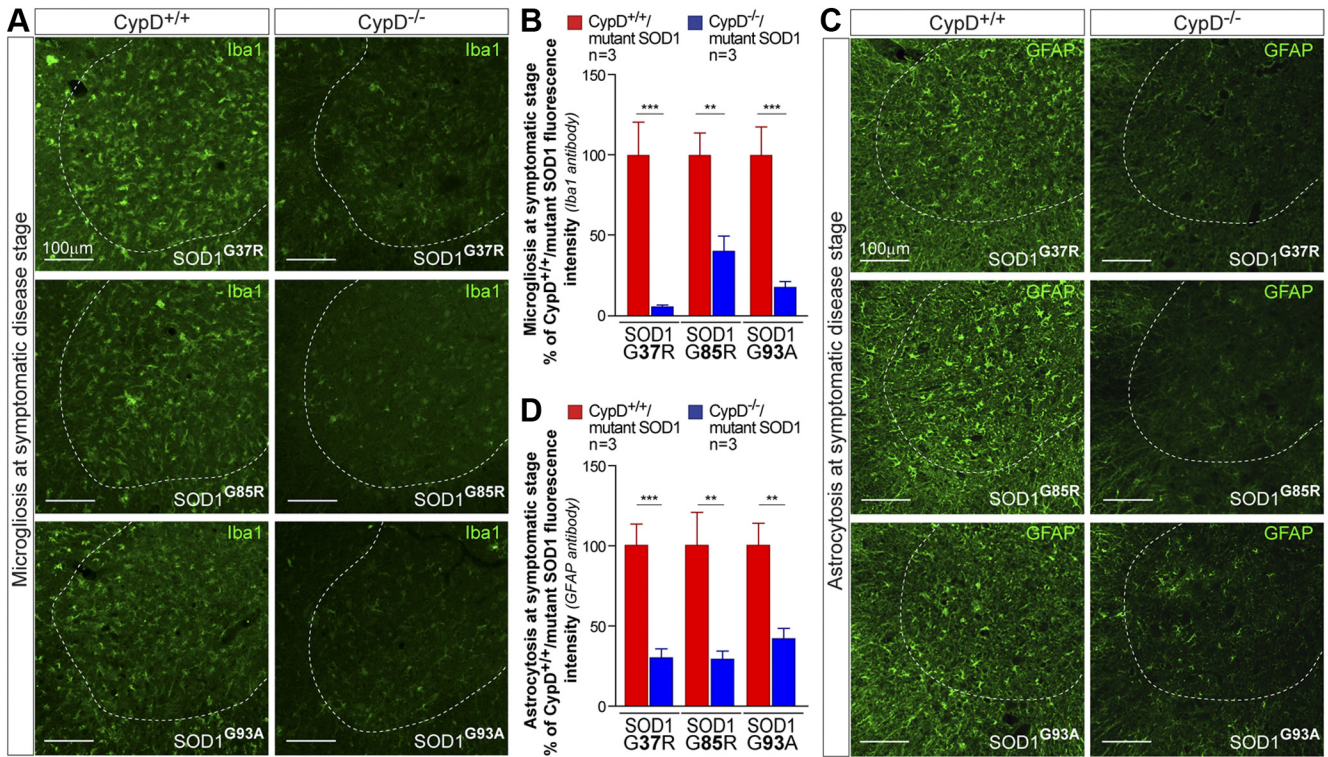 A
CypD+/+
CypD-/-
Microgliosis at symptomatic disease stage
Iba1
100μm
SOD1G37R
Iba1
SOD1G37R
Iba1
SOD1G85R
Iba1
SOD1G85R
Iba1
SOD1G93A
Iba1
SOD1G93A
B
CypD+/+/
mutant SOD1
n=3
CypD-/-/
mutant SOD1
n=3
Microgliosis at symptomatic stage
% of CypD+/+/mutant SOD1 fluorescence
intensity (Iba1 antibody)
150
100
50
0
***
**
***
SOD1
G37R
SOD1
G85R
SOD1
G93A
D
CypD+/+/
mutant SOD1
n=3
CypD-/-/
mutant SOD1
n=3
Astrocytosis at symptomatic stage
% of CypD+/+/mutant SOD1 fluorescence
intensity (GFAP antibody)
150
100
50
0
***
**
**
SOD1
G37R
SOD1
G85R
SOD1
G93A
C
CypD+/+
CypD-/-
Astrocytosis at symptomatic disease stage
GFAP
100μm
SOD1G37R
GFAP
SOD1G37R
GFAP
SOD1G85R
GFAP
SOD1G85R
GFAP
SOD1G93A
GFAP
SOD1G93A